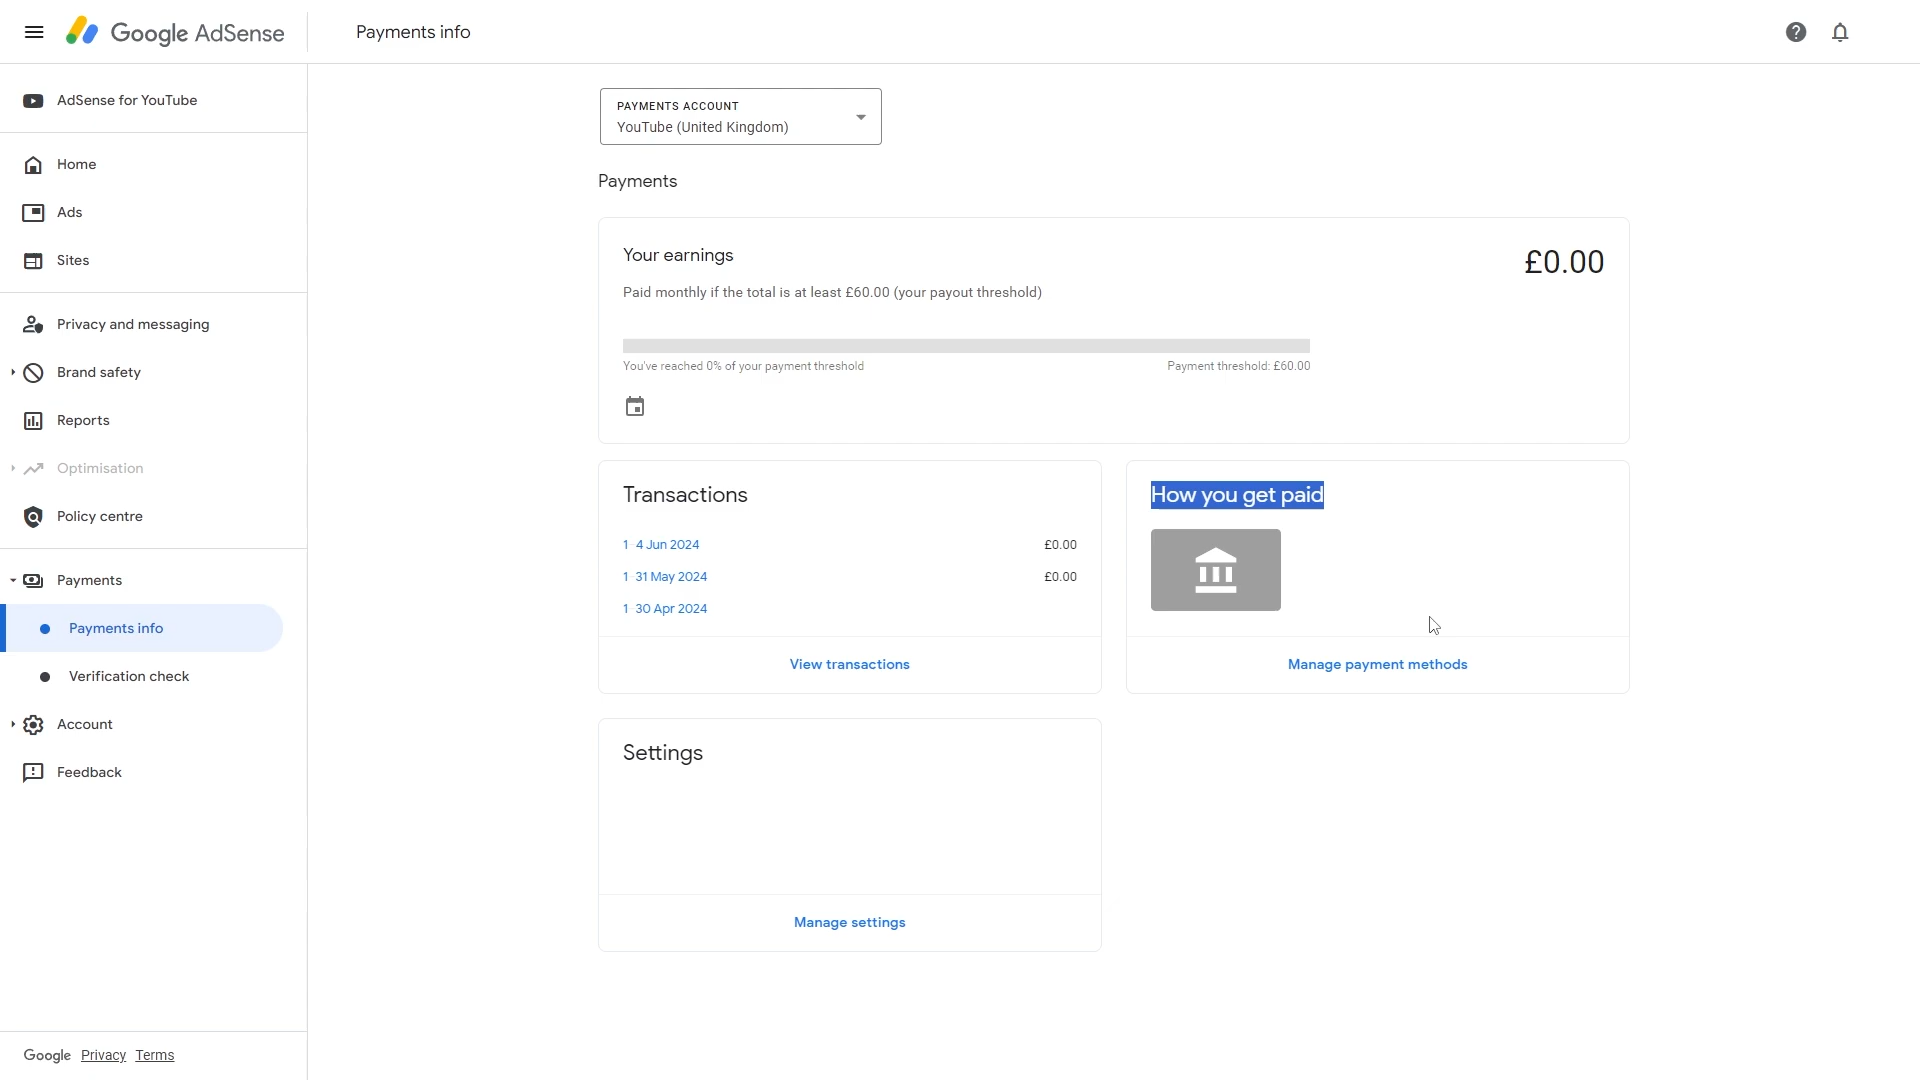 Google AdSense
Payments info
AdSense for YouTube
Home
Ads
Sites
Privacy and messaging
Brand safety
Reports
Optimisation
Policy centre
Payments
Payments info
Verification check
Account
Feedback
Google Privacy Terms
PAYMENTS ACCOUNT
YouTube (United Kingdom)
Payments
Your earnings
£0.00
Paid monthly if the total is at least £60.00 (your payout threshold)
You've reached 0% of your payment threshold
Payment threshold: £60.00
Transactions
1 4 Jun 2024 £0.00
1 31 May 2024 £0.00
1 30 Apr 2024
View transactions
How you get paid
Manage payment methods
Settings
Manage settings